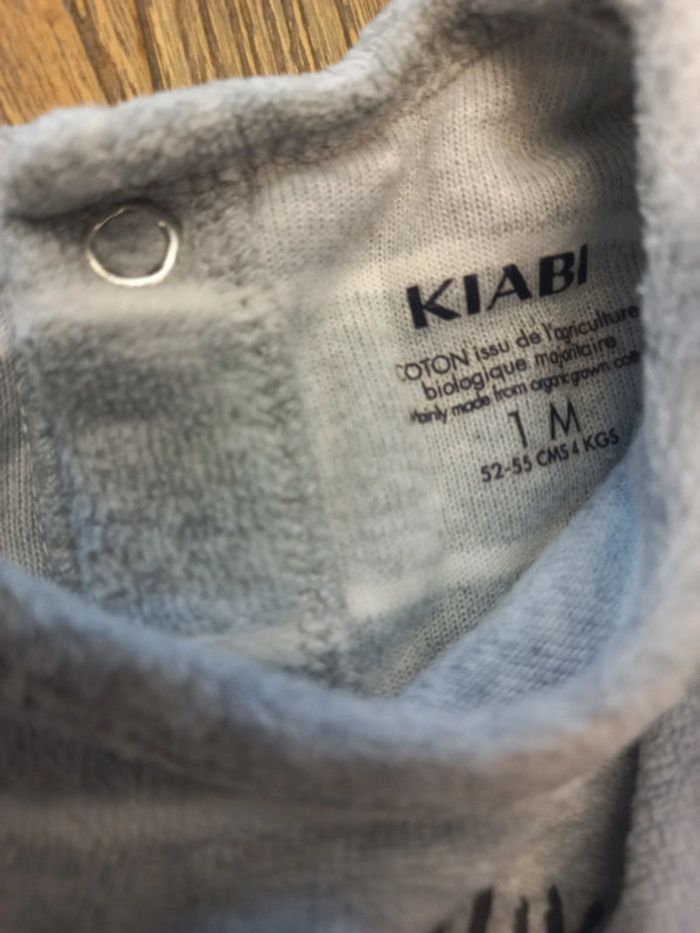 KIABI
COTON issu de l'agriculture
biologique majoritaire
Mainly made from organic grown
1 M
52-55 CMS 4 KGS